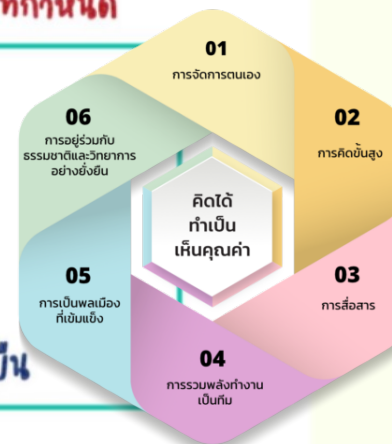 ที่กำหนด
01
การจัดการตนเอง
02
การคิดขั้นสูง
03
การสื่อสาร
04
การรวมพลังทำงาน
เป็นทีม
05
การเป็นพลเมือง
ที่เข้มแข็ง
06
การอยู่ร่วมกับ
ธรรมชาติและวิทยาการ
อย่างยั่งยืน
คิดได้
ทำเป็น
เห็นคุณค่า